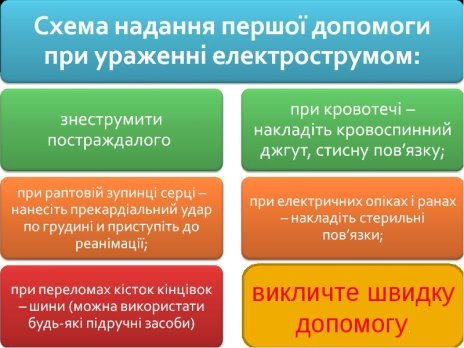 Схема надання першої допомоги
при ураженні електрострумом:
знеструмити
постраждалого
при кровотечі –
накладіть кровоспинний
джгут, стисну пов’язку;
при раптовій зупинці серці –
нанесіть прекардіальний удар
по грудині и приступіть до
реанімації;
при електричних опіках і ранах
– накладіть стерильні
пов’язки;
при переломах кісток кінцівок
– шини (можна використати
будь-які підручні засоби)
викличте швидку
допомогу.